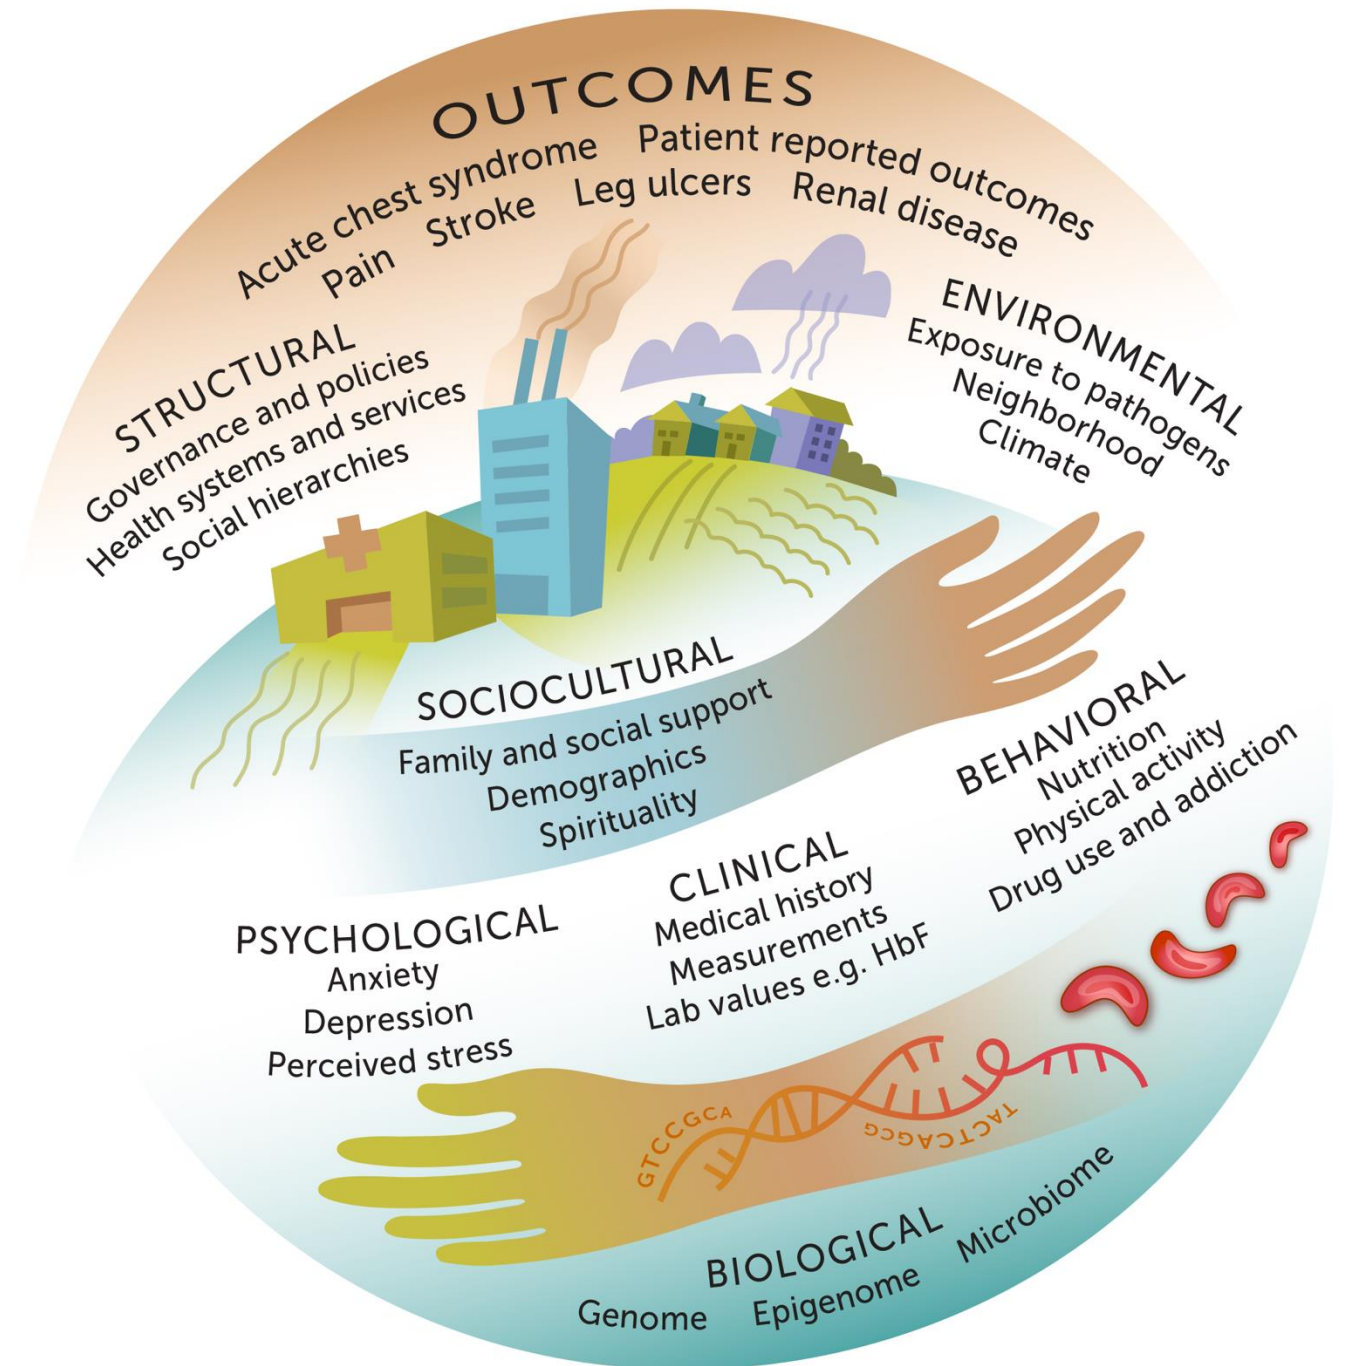 OUTCOMES
Acute chest syndrome Patient reported outcomes
Pain Stroke Leg ulcers Renal disease
STRUCTURAL
Governance and policies
Health systems and services
Social hierarchies
ENVIRONMENTAL
Exposure to pathogens
Neighborhood
Climate
SOCIOCULTURAL
Family and social support
Demographics
Spirituality
BEHAVIORAL
Nutrition
Physical activity
Drug use and addiction
CLINICAL
Medical history
Measurements
Lab values e.g. HbF
PSYCHOLOGICAL
Anxiety
Depression
Perceived stress
GTCCGCA
TACTCAGCG
BIOLOGICAL
Genome Epigenome Microbiome